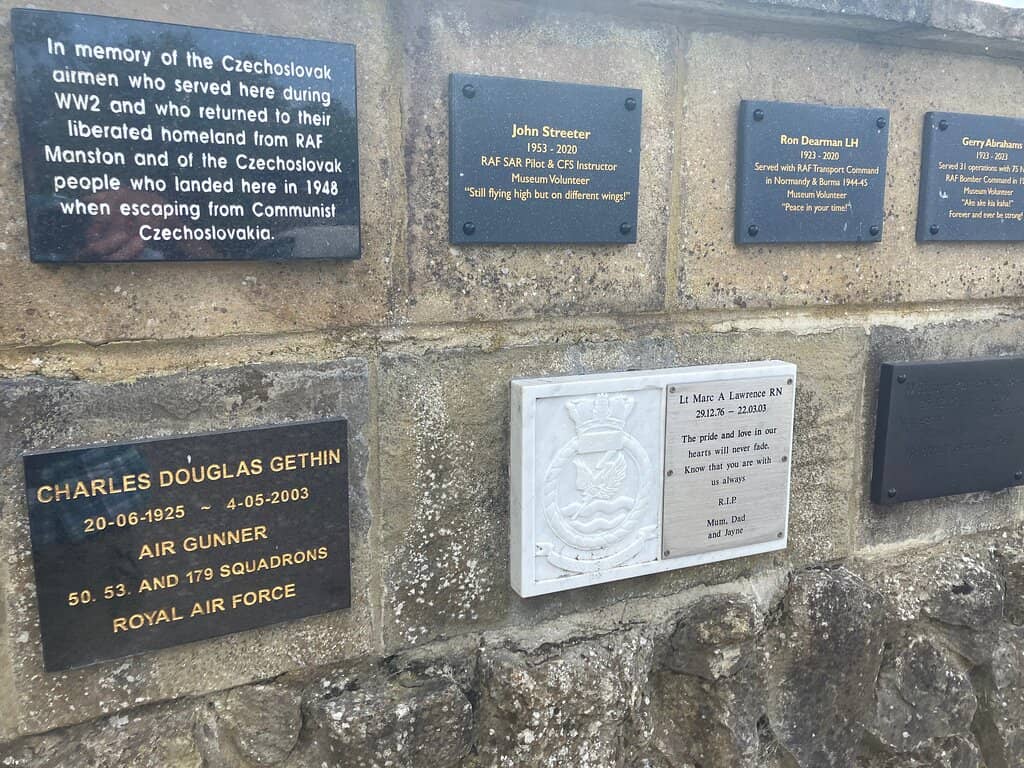 In memory of the Czechoslovak
airmen who served here during
WW2 and who returned to their
liberated homeland from RAF
Manston and of the Czechoslovak
people who landed here in 1948
when escaping from Communist
Czechoslovakia.
John Streeter
1953 - 2020
RAF SAR Pilot & CFS Instructor
Museum Volunteer
"Still flying high but on different wings!"
Ron Dearman LH
1923 - 2020
Served with RAF Transport Command
in Normandy & Burma 1944-45
Museum Volunteer
"Peace in your time!"
Gerry Abrahams
1923 - 2023
Served 31 operations with 75
RAF Bomber Command in
Museum Volunteer
"Ake ake kia kaha!"
Forever and ever be strong!
CHARLES DOUGLAS GETHIN
20-06-1925 ~ 4-05-2003
AIR GUNNER
50. 53. AND 179 SQUADRONS
ROYAL AIR FORCE
Lt Marc A Lawrence RN
29.12.76 – 22.03.03
The pride and love in our
hearts will never fade.
Know that you are with
us always
R.I.P.
Mum, Dad
and Jayne